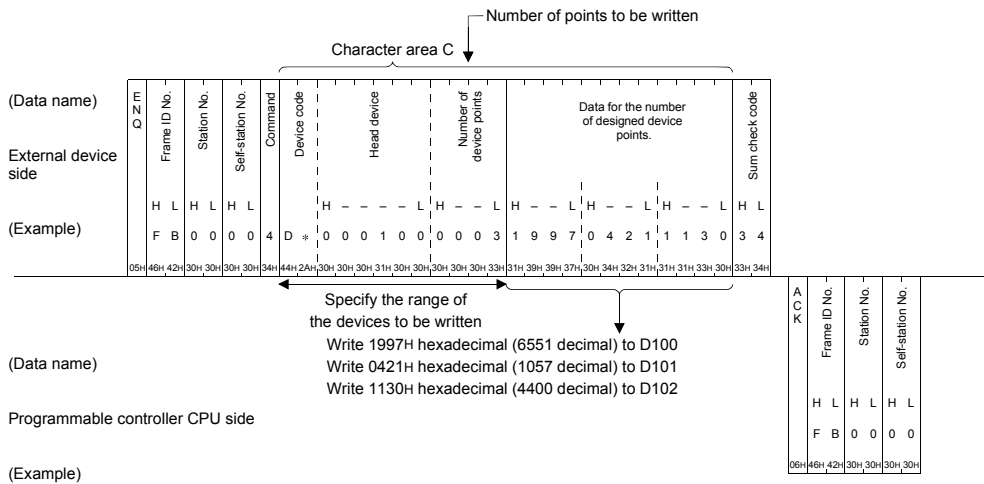 Number of points to be written
Character area C
(Data name)
External device
side
(Example)
E
N
Q
Frame ID No.
Station No.
Self-station No.
Command
Device code
Head device
Number of
device points
Data for the number
of designed device
points.
Sum check code
H L H L H L H – – – – L H – – L H – – L H – – L H – – L H L
F B 0 0 0 0 4 D * 0 0 0 1 0 0 0 0 0 3 1 9 9 7 0 4 2 1 1 1 3 0 3 4
05H 46H 42H 30H 30H 30H 30H 34H 44H 2AH 30H 30H 30H 31H 30H 30H 30H 30H 30H 33H 31H 39H 39H 37H 30H 34H 32H 31H 31H 31H 33H 30H 33H 34H
Specify the range of
the devices to be written
Write 1997H hexadecimal (6551 decimal) to D100
Write 0421H hexadecimal (1057 decimal) to D101
Write 1130H hexadecimal (4400 decimal) to D102
(Data name)
Programmable controller CPU side
(Example)
A
C
K
Frame ID No.
Station No.
Self-station No.
H L H L H L
F B 0 0 0 0
06H 46H 42H 30H 30H 30H 30H